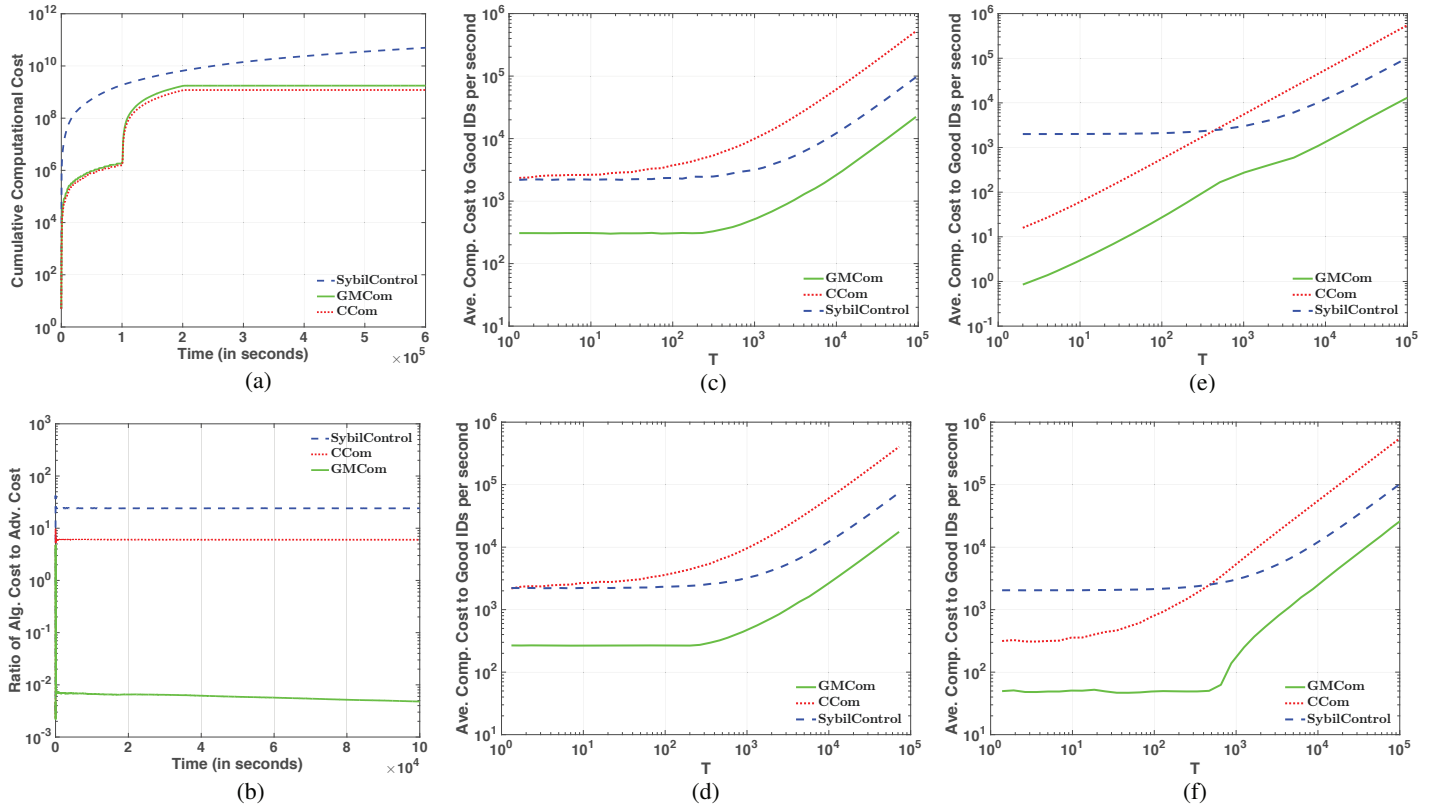 Cumulative Computational Cost
10^12
10^10
10^8
10^6
10^4
10^2
10^0
SybilControl
GMCom
CCom
0 1 2 3 4 5 6
Time (in seconds)
×10^5
(a)
Ave. Comp. Cost to Good IDs per second
10^6
10^5
10^4
10^3
10^2
10^1
GMCom
CCom
SybilControl
10^0 10^1 10^2 10^3 10^4 10^5
T
(c)
Ave. Comp. Cost to Good IDs per second
10^6
10^5
10^4
10^3
10^2
10^1
10^0
10^-1
GMCom
CCom
SybilControl
10^0 10^1 10^2 10^3 10^4 10^5
T
(e)
Ratio of Alg. Cost to Adv. Cost
10^3
10^2
10^1
10^0
10^-1
10^-2
10^-3
SybilControl
CCom
GMCom
0 2 4 6 8 10
Time (in seconds)
×10^4
(b)
Ave. Comp. Cost to Good IDs per second
10^6
10^5
10^4
10^3
10^2
10^1
GMCom
CCom
SybilControl
10^0 10^1 10^2 10^3 10^4 10^5
T
(d)
Ave. Comp. Cost to Good IDs per second
10^6
10^5
10^4
10^3
10^2
10^1
GMCom
CCom
SybilControl
10^0 10^1 10^2 10^3 10^4 10^5
T
(f)